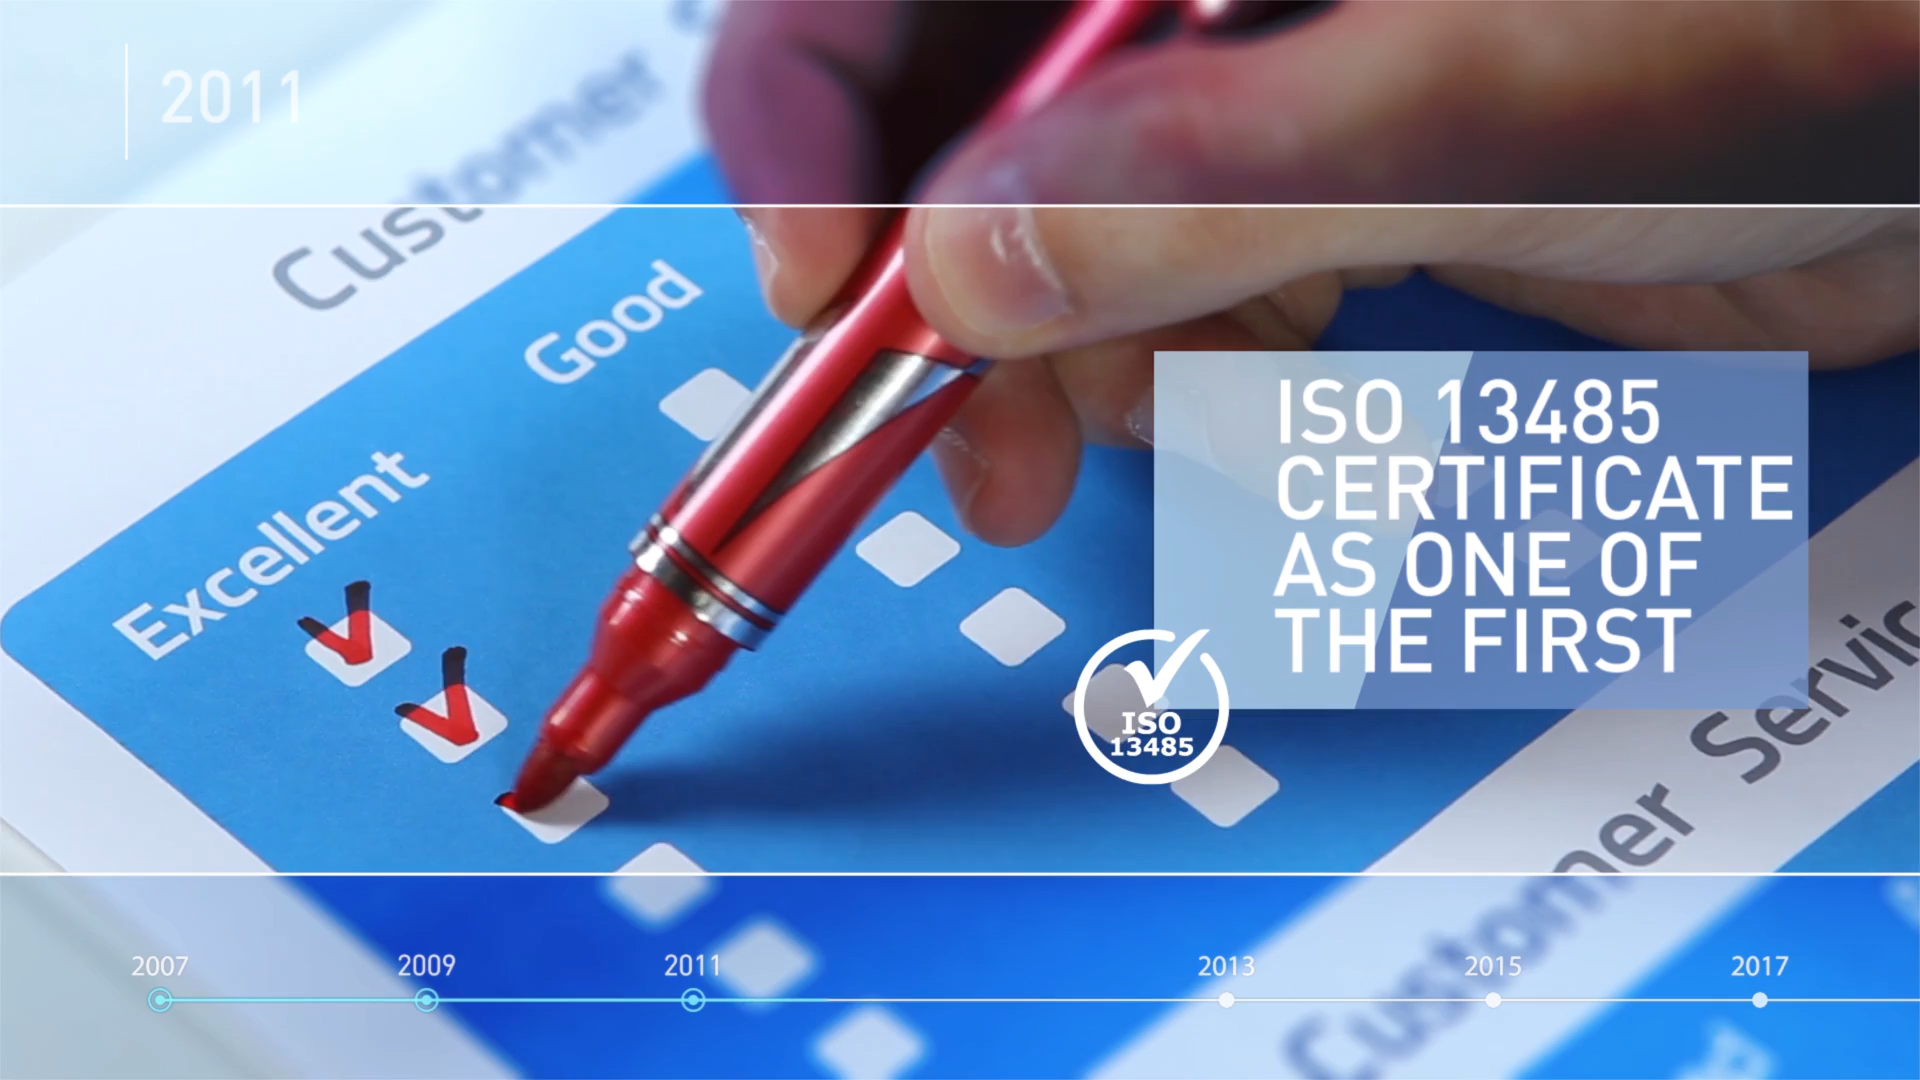 2011
Customer
Good
Excellent
ISO 13485
CERTIFICATE
AS ONE OF
THE FIRST
ISO
13485
Customer
2007
2009
2011
2013
2015
2017